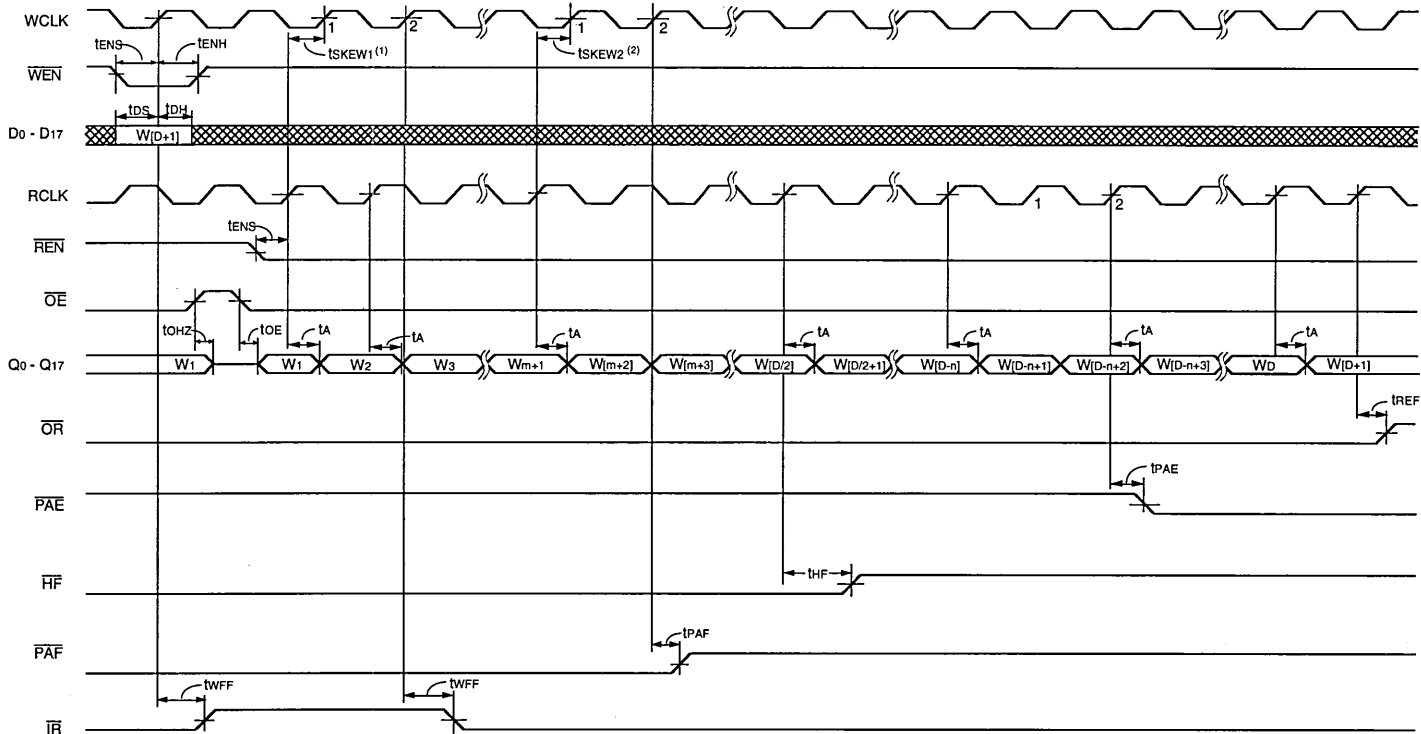 WCLK
1 2 1 2
tENS tENH tSKEW1(1) tSKEW2(2)
WEN
tDS tDH
D0 - D17 W[D+1]
RCLK
1 2
tENS
REN
OE
tOHZ tOE tA tA tA tA tA tA tA
Q0 - Q17 W1 W1 W2 W3 Wm+1 W[m+2] W[m+3] W[D/2] W[D/2+1] W[D-n] W[D-n+1] W[D-n+2] W[D-n+3] WD W[D+1]
tREF
OR
tPAE
PAE
HF tHF
tPAF
PAF
tWFF tWFF
IR